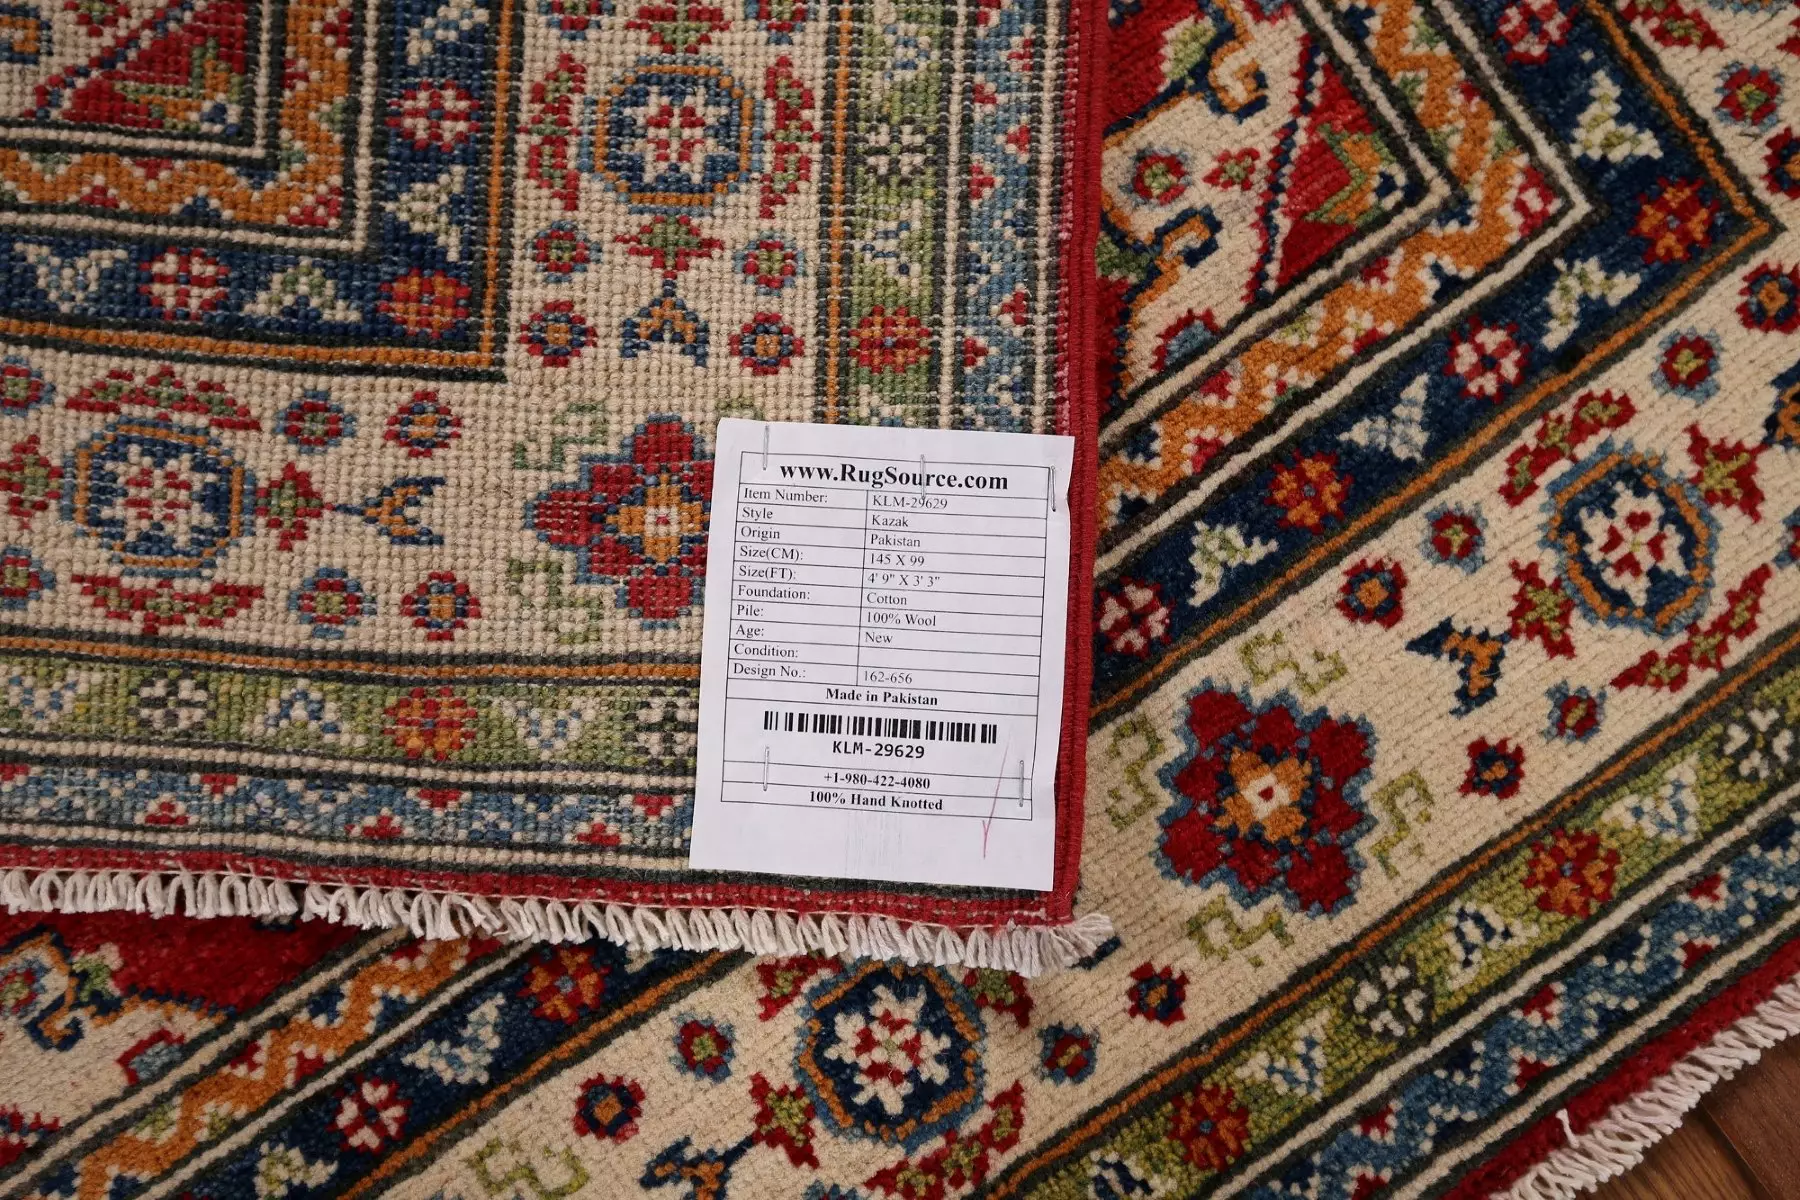 www.RugSource.com
Item Number: KLM-29629
Style Kazak
Origin Pakistan
Size(CM): 145 X 99
Size(FT): 4' 9" X 3' 3"
Foundation: Cotton
Pile: 100% Wool
Age: New
Condition:
Design No.: 162-656
Made in Pakistan
KLM-29629
+1-980-422-4080
100% Hand Knotted